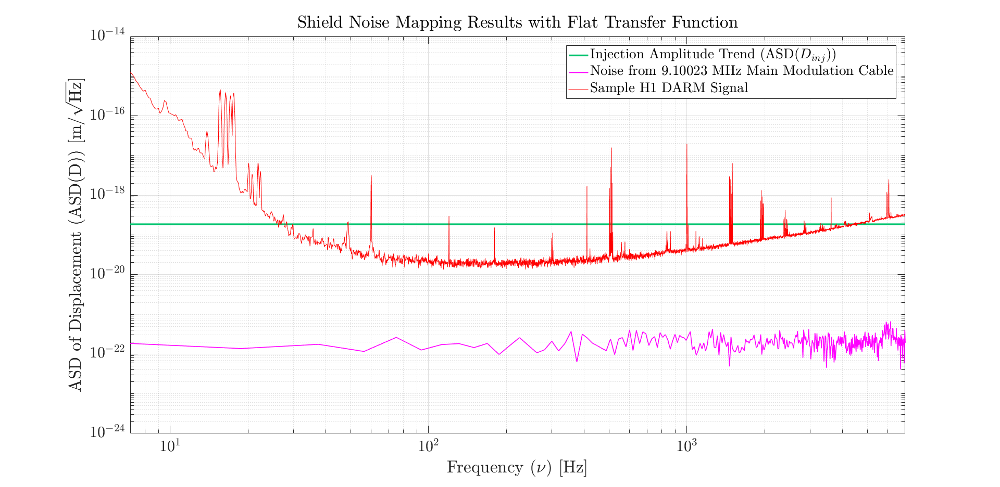 Shield Noise Mapping Results with Flat Transfer Function
Injection Amplitude Trend (ASD(D_{inj}))
Noise from 9.10023 MHz Main Modulation Cable
Sample H1 DARM Signal
ASD of Displacement (ASD(D)) [m/√Hz]
10^{-14}
10^{-16}
10^{-18}
10^{-20}
10^{-22}
10^{-24}
10^{1} 10^{2} 10^{3}
Frequency (ν) [Hz]